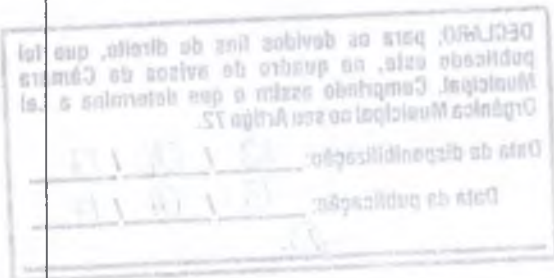 DECLARO, para os devidos fins de direito, que foi
publicado este, no quadro de avisos da Câmara
Municipal. Cumprindo assim o que determina a Lei
Orgânica Municipal no seu Artigo 72.
Data da disponibilização: / /
Data da publicação: / /